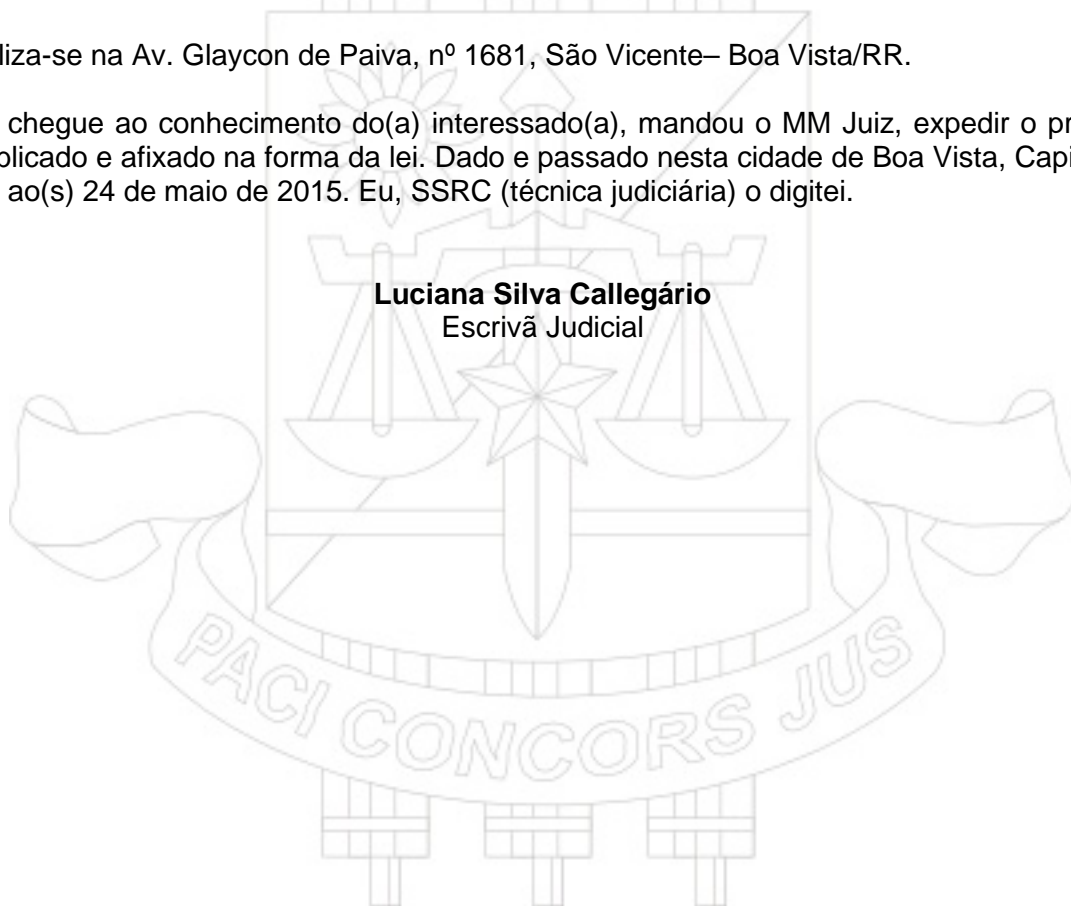 liza-se na Av. Glaycon de Paiva, nº 1681, São Vicente– Boa Vista/RR.
chegue ao conhecimento do(a) interessado(a), mandou o MM Juiz, expedir o pr
blicado e afixado na forma da lei. Dado e passado nesta cidade de Boa Vista, Capi
ao(s) 24 de maio de 2015. Eu, SSRC (técnica judiciária) o digitei.
Luciana Silva Callegário
Escrivã Judicial
PACI CONCORS JUS